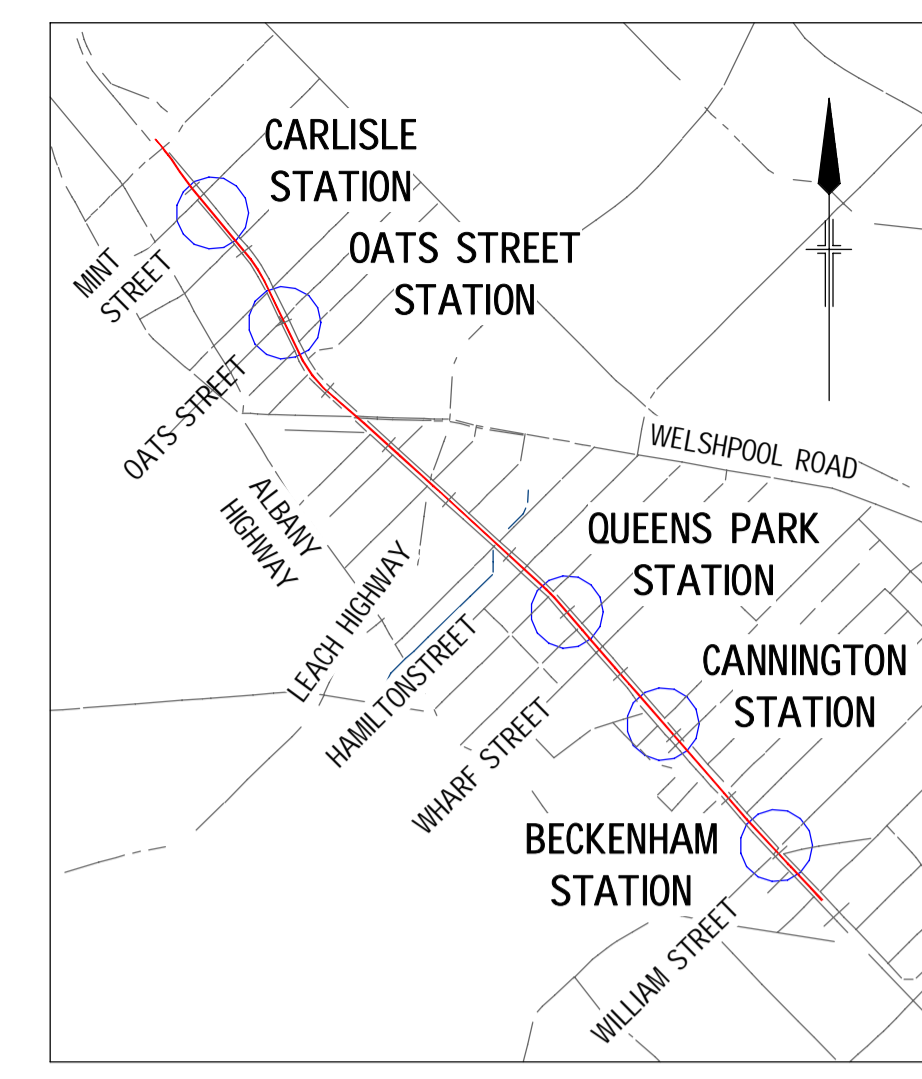 CARLISLE
STATION
OATS STREET
STATION
MINT
STREET
OATS STREET
WELSHPOOL ROAD
ALBANY
HIGHWAY
QUEENS PARK
STATION
LEACH HIGHWAY
HAMILTONSTREET
CANNINGTON
STATION
WHARF STREET
BECKENHAM
STATION
WILLIAM STREET